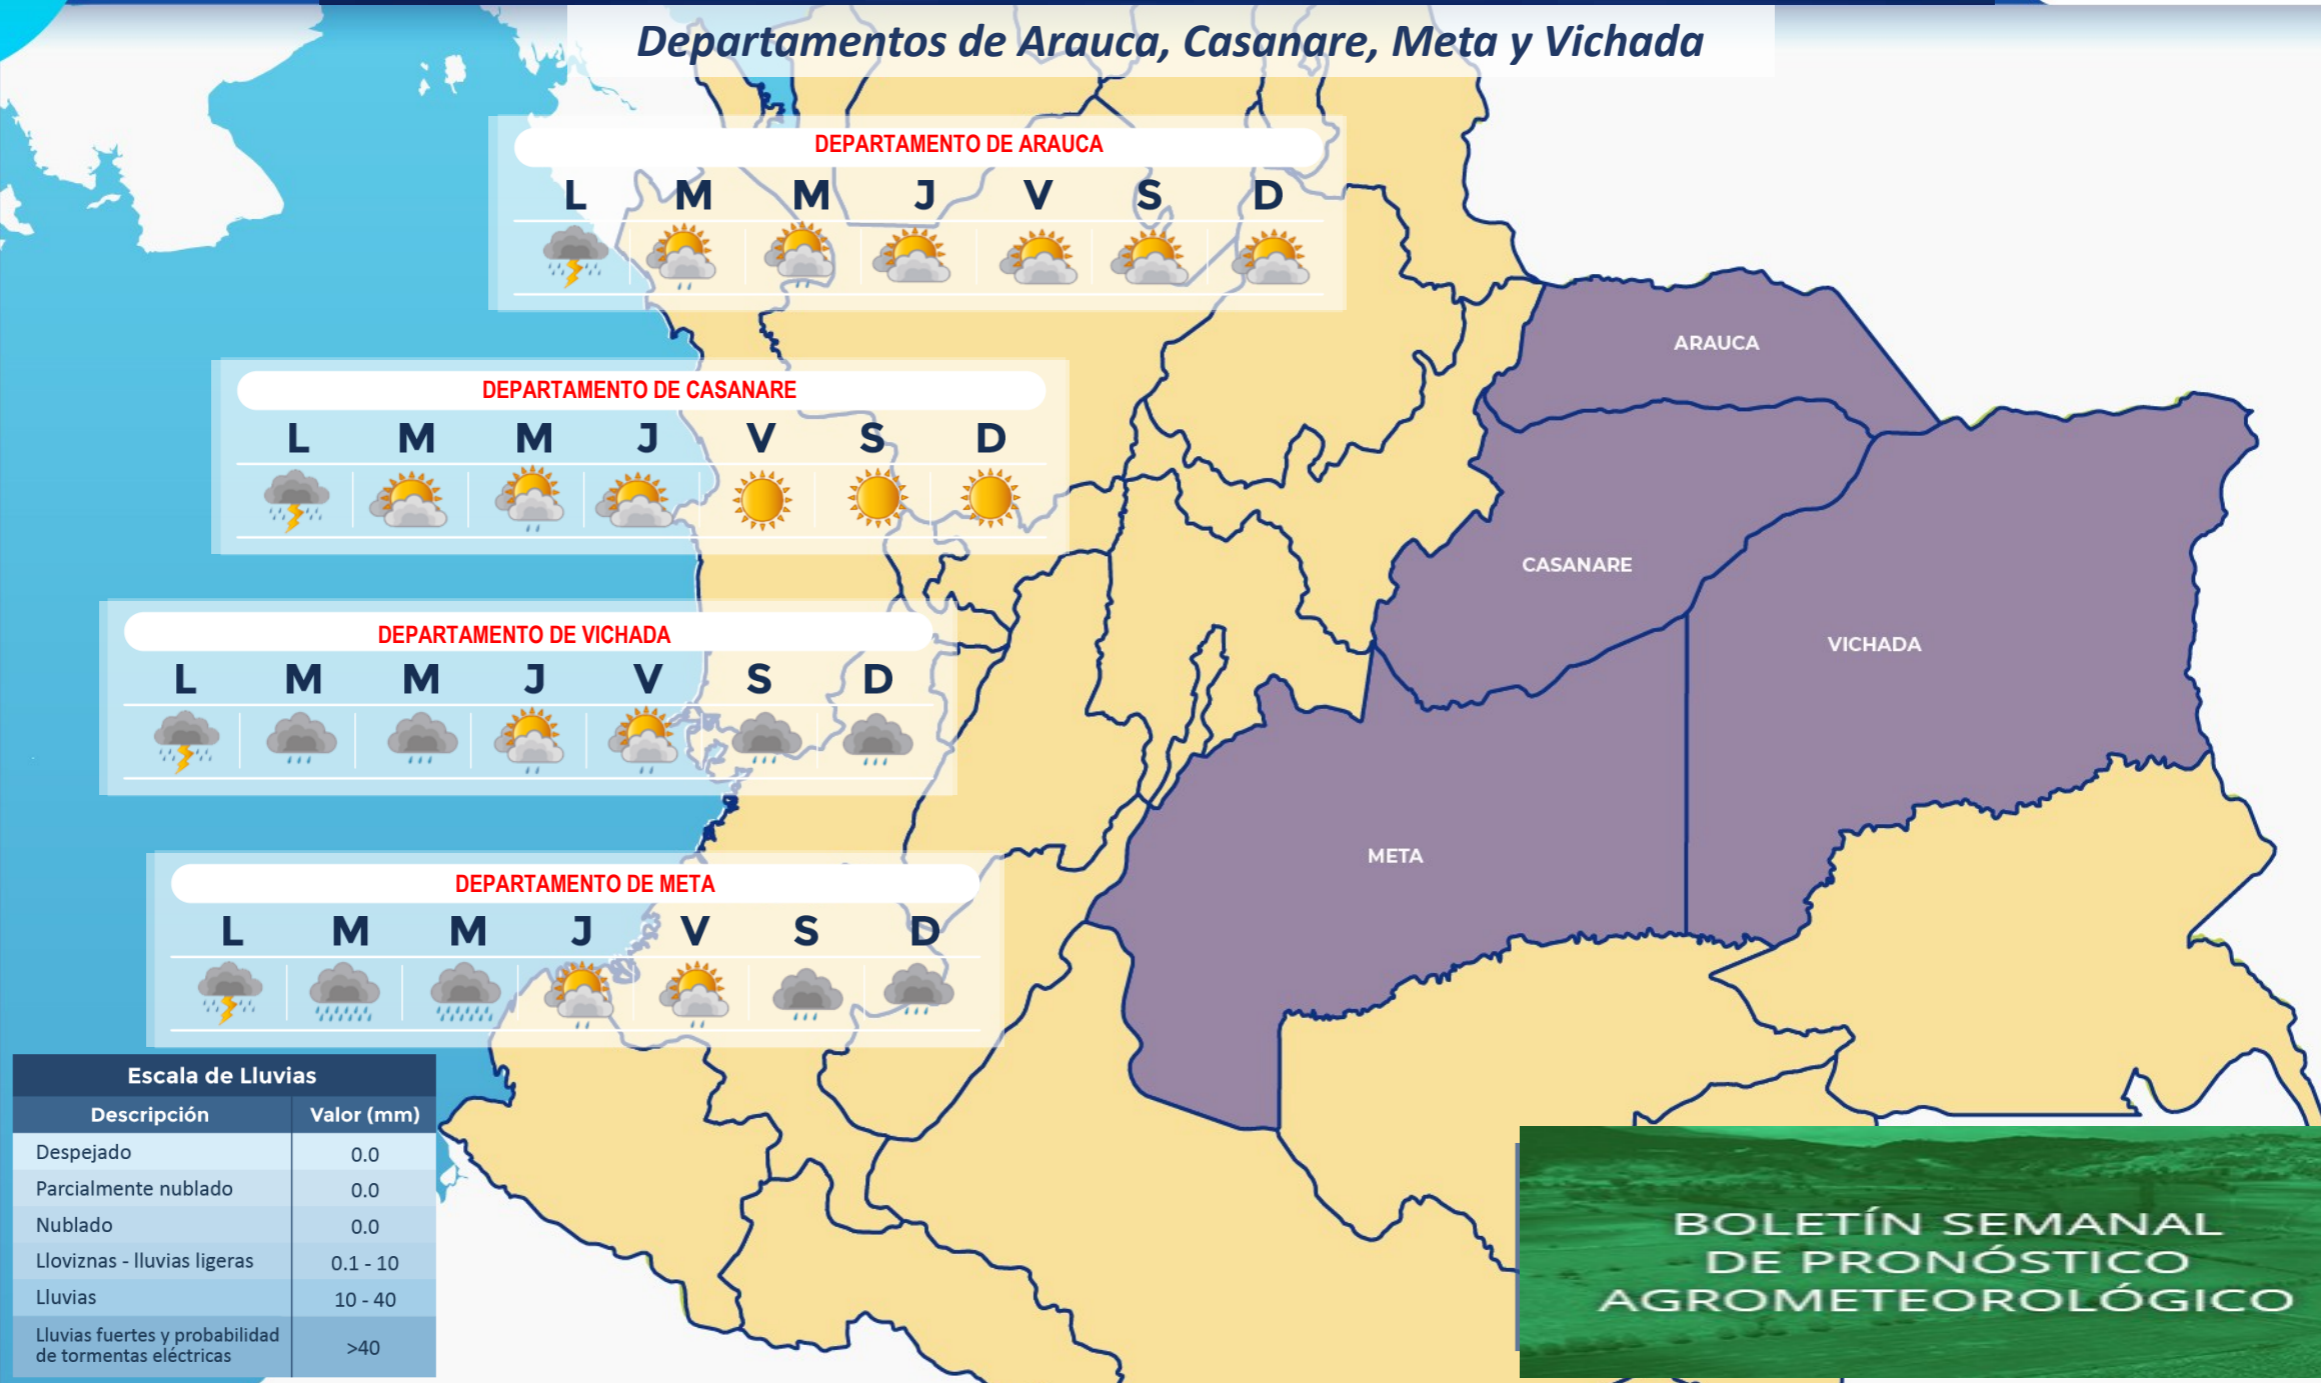 Departamentos de Arauca, Casanare, Meta y Vichada
DEPARTAMENTO DE ARAUCA
L M M J V S D
DEPARTAMENTO DE CASANARE
L M M J V S D
DEPARTAMENTO DE VICHADA
L M M J V S D
DEPARTAMENTO DE META
L M M J V S D
ARAUCA
CASANARE
VICHADA
META
Escala de Lluvias
Descripción Valor (mm)
Despejado 0.0
Parcialmente nublado 0.0
Nublado 0.0
Lloviznas - lluvias ligeras 0.1 - 10
Lluvias 10 - 40
Lluvias fuertes y probabilidad
de tormentas eléctricas >40
BOLETÍN SEMANAL
DE PRONÓSTICO
AGROMETEOROLÓGICO